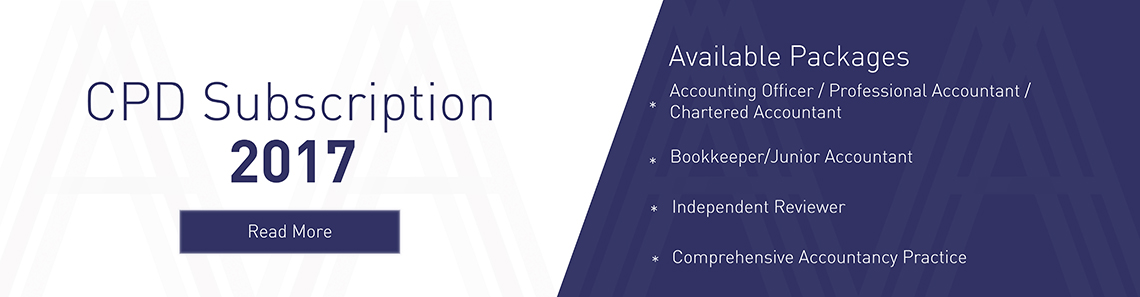 CPD Subscription
2017
Read More
Available Packages
* Accounting Officer / Professional Accountant /
Chartered Accountant
* Bookkeeper/Junior Accountant
* Independent Reviewer
* Comprehensive Accountancy Practice